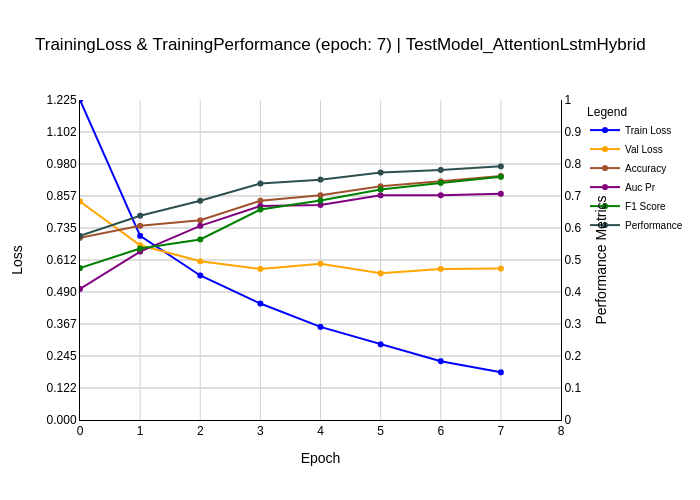 TrainingLoss & TrainingPerformance (epoch: 7) | TestModel_AttentionLstmHybrid
1.225
1.102
0.980
0.857
0.735
0.612
0.490
0.367
0.245
0.122
0.000
Loss
0 1 2 3 4 5 6 7 8
Epoch
1
0.9
0.8
0.7
0.6
0.5
0.4
0.3
0.2
0.1
0
Performance Metrics
Legend
Train Loss
Val Loss
Accuracy
Auc Pr
F1 Score
Performance